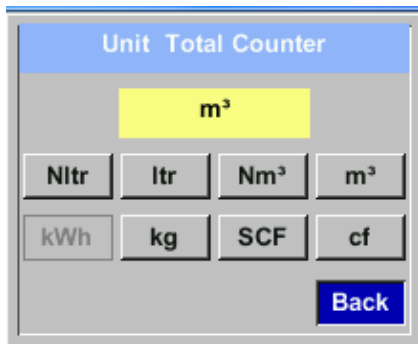 Unit Total Counter
m³
Nltr ltr Nm³ m³
kWh kg SCF cf
Back